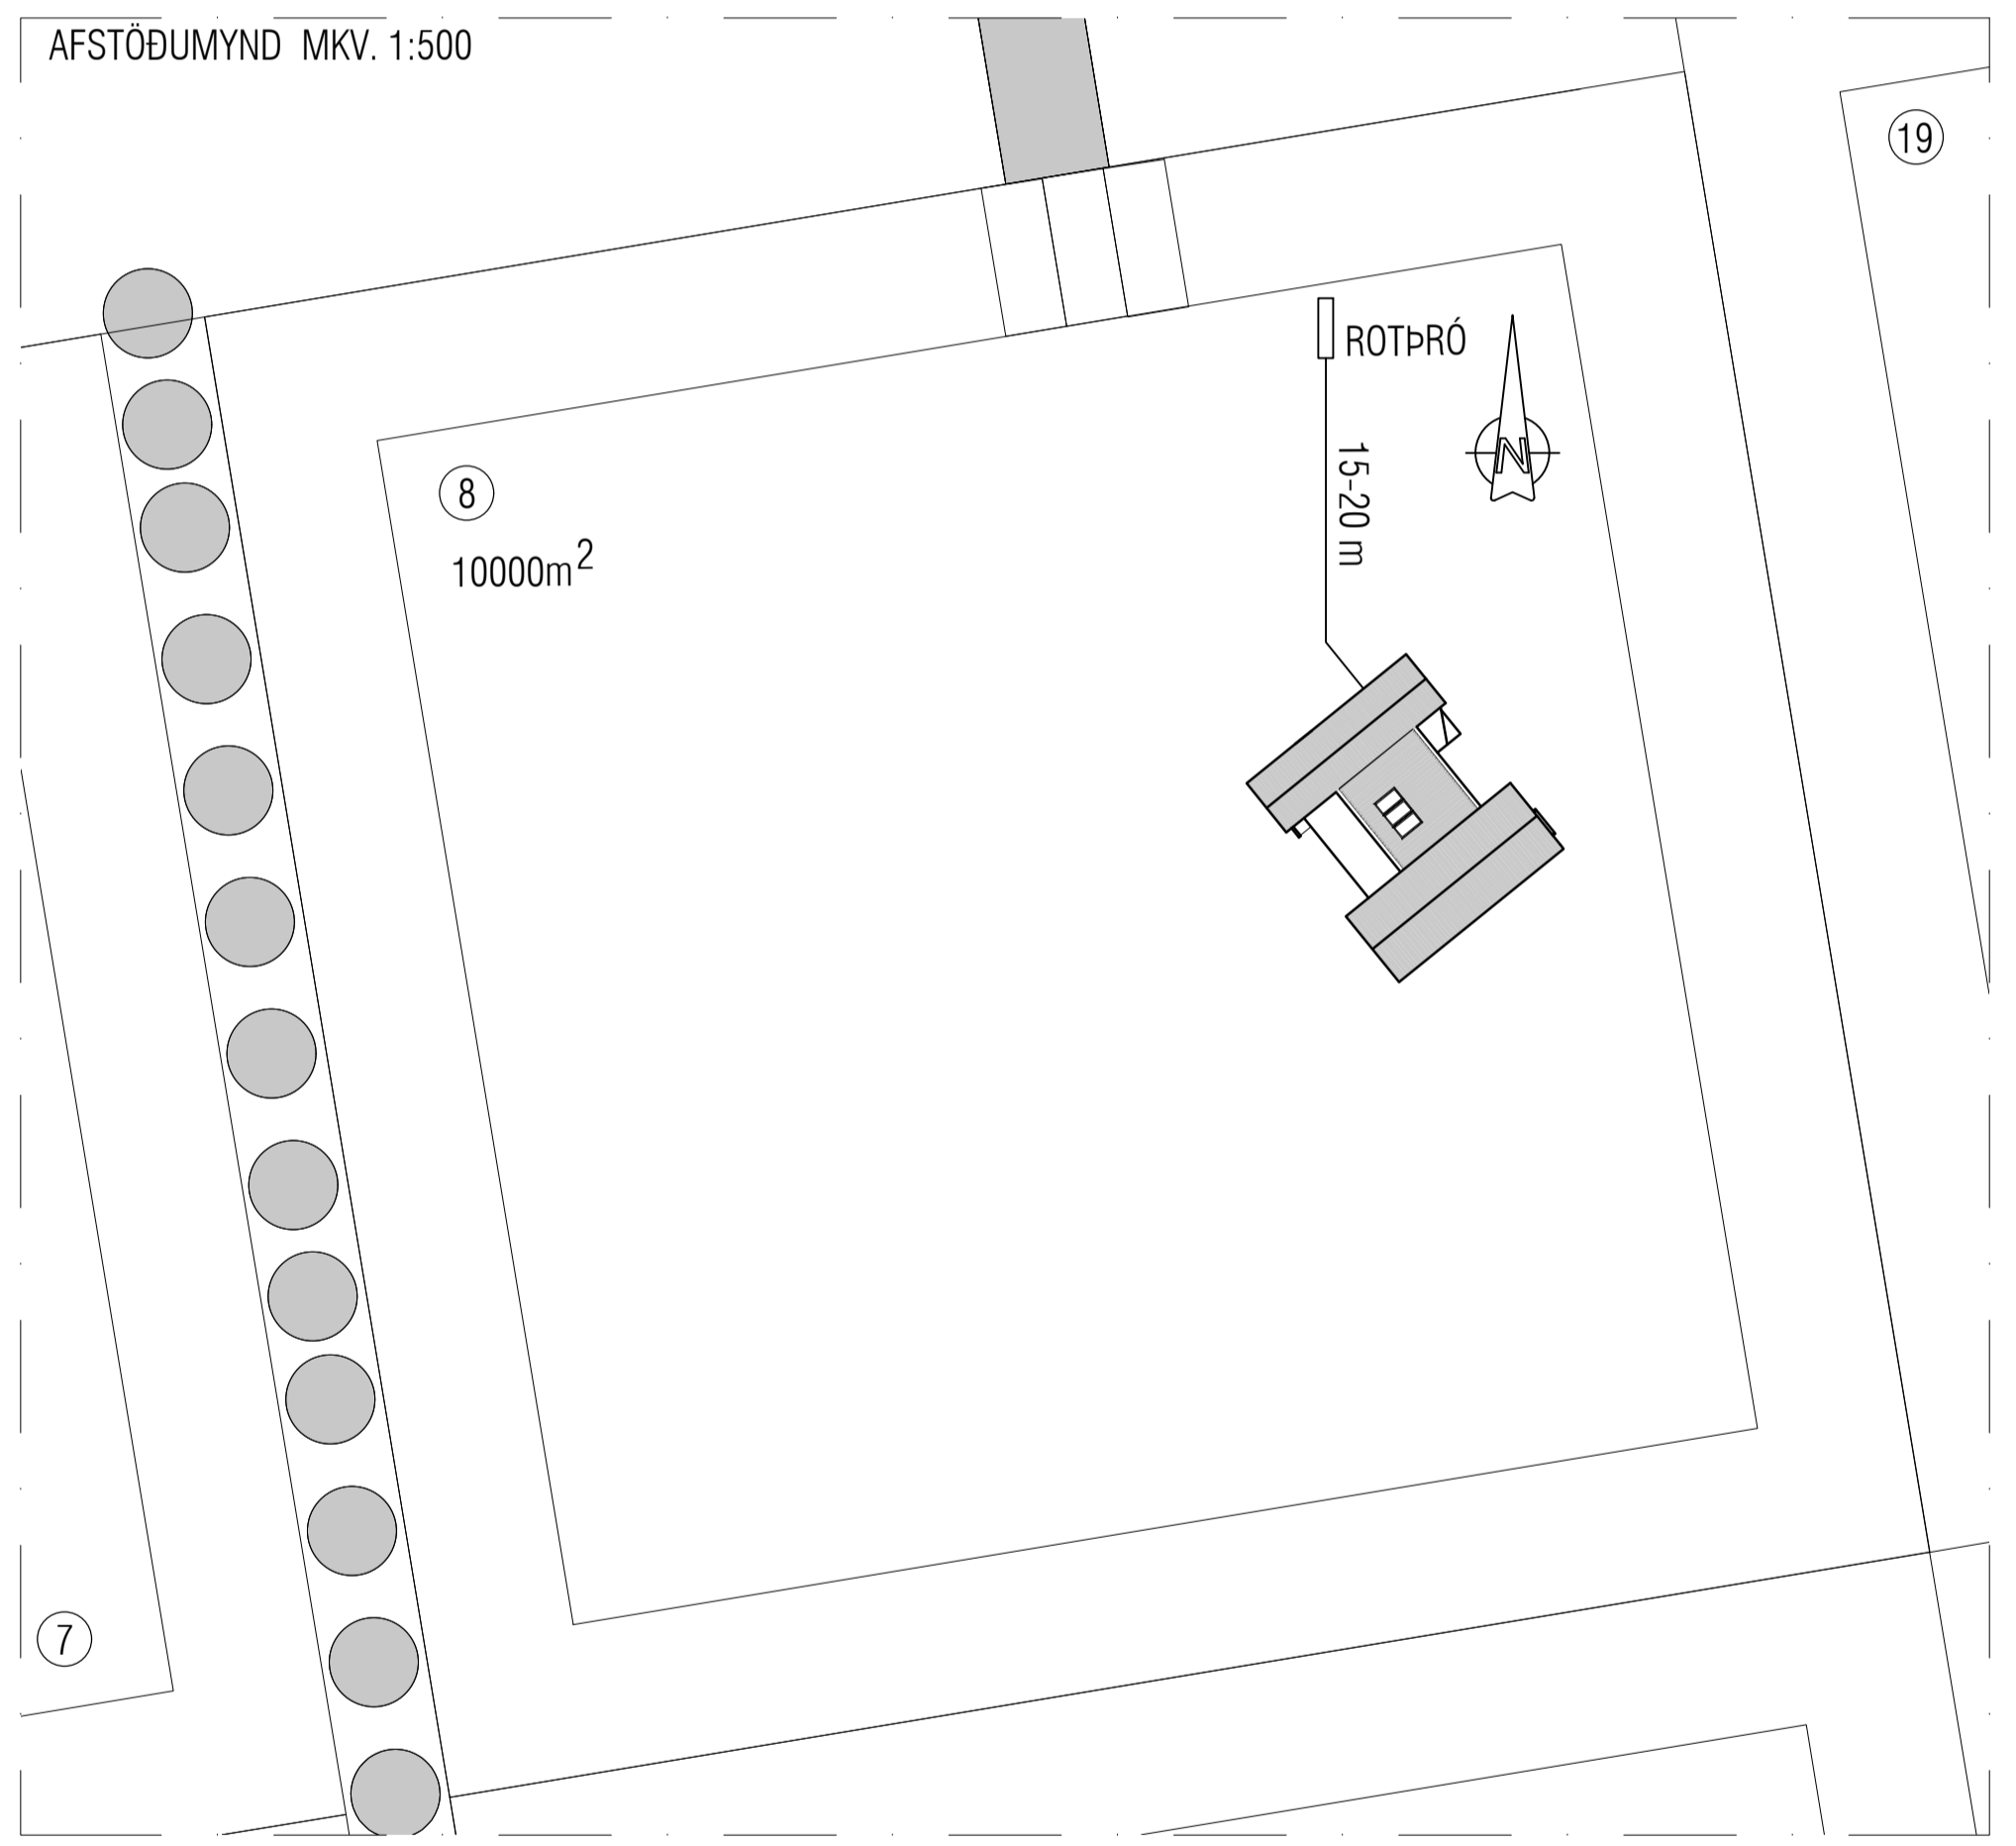 AFSTÖÐUMYND MKV. 1:500
19
ROTÞRÓ
N
15-20 m
8
10000m²
7